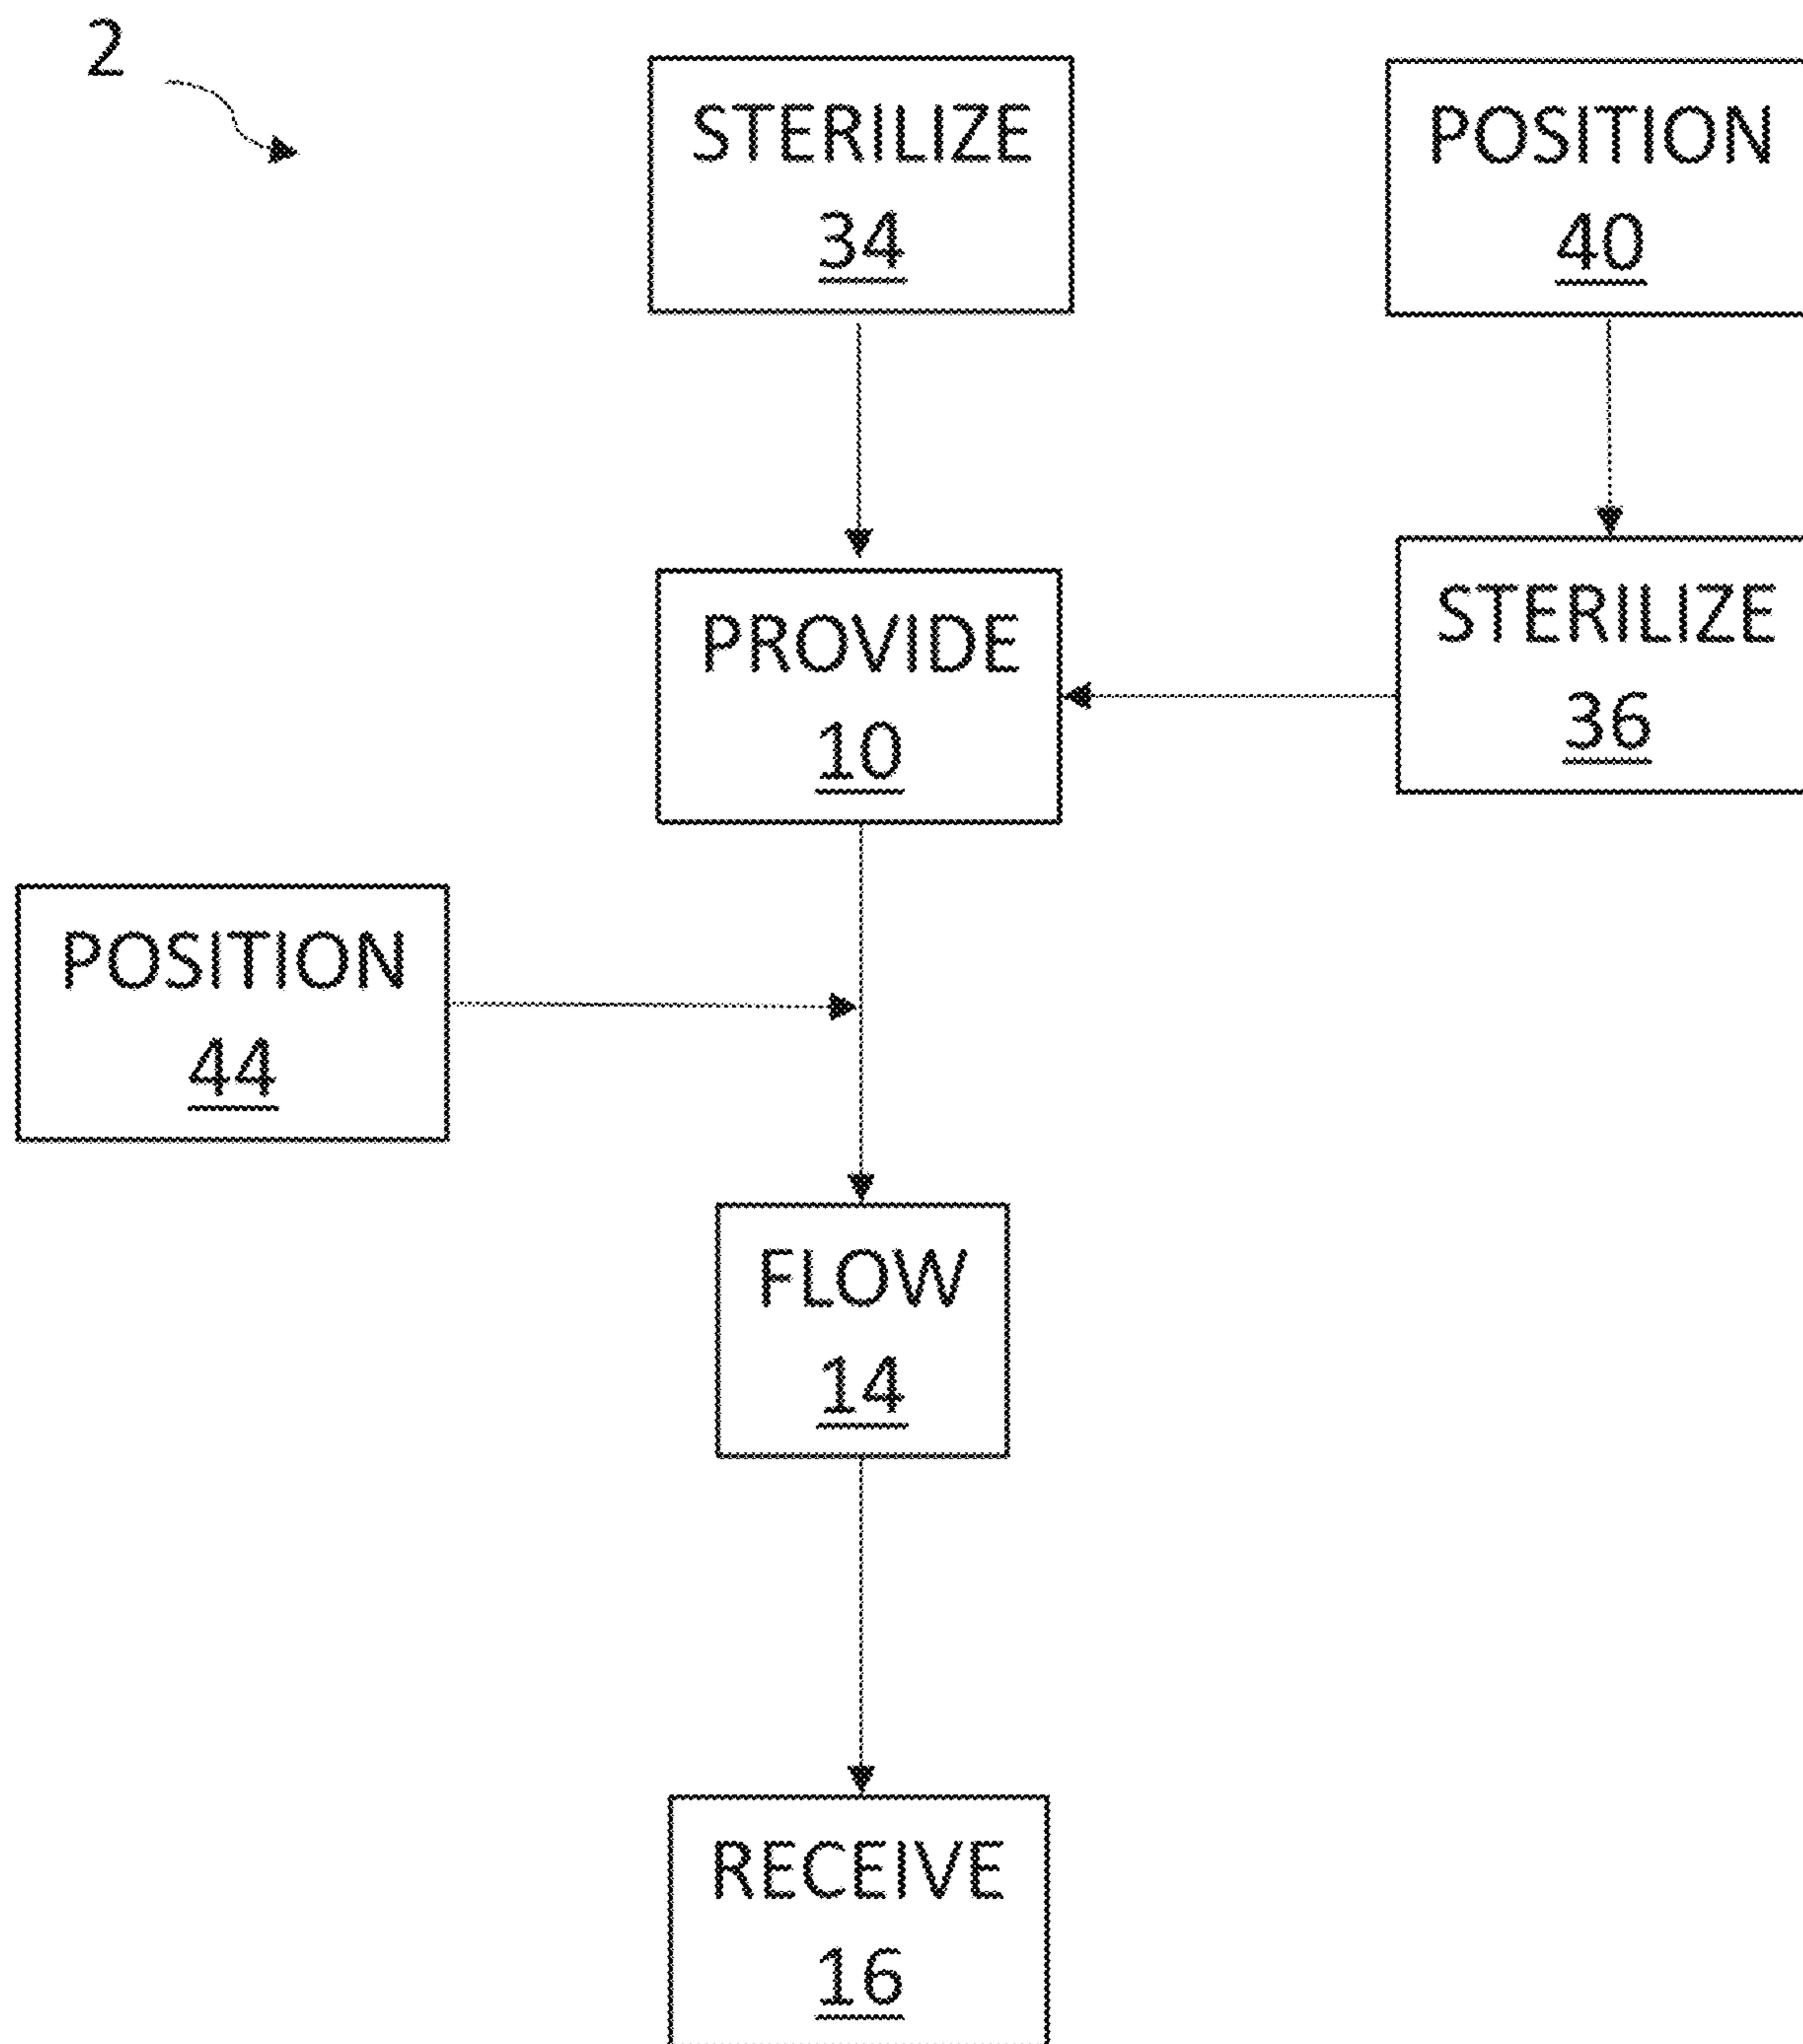 2
STERILIZE
34
POSITION
40
PROVIDE
10
STERILIZE
36
POSITION
44
FLOW
14
RECEIVE
16